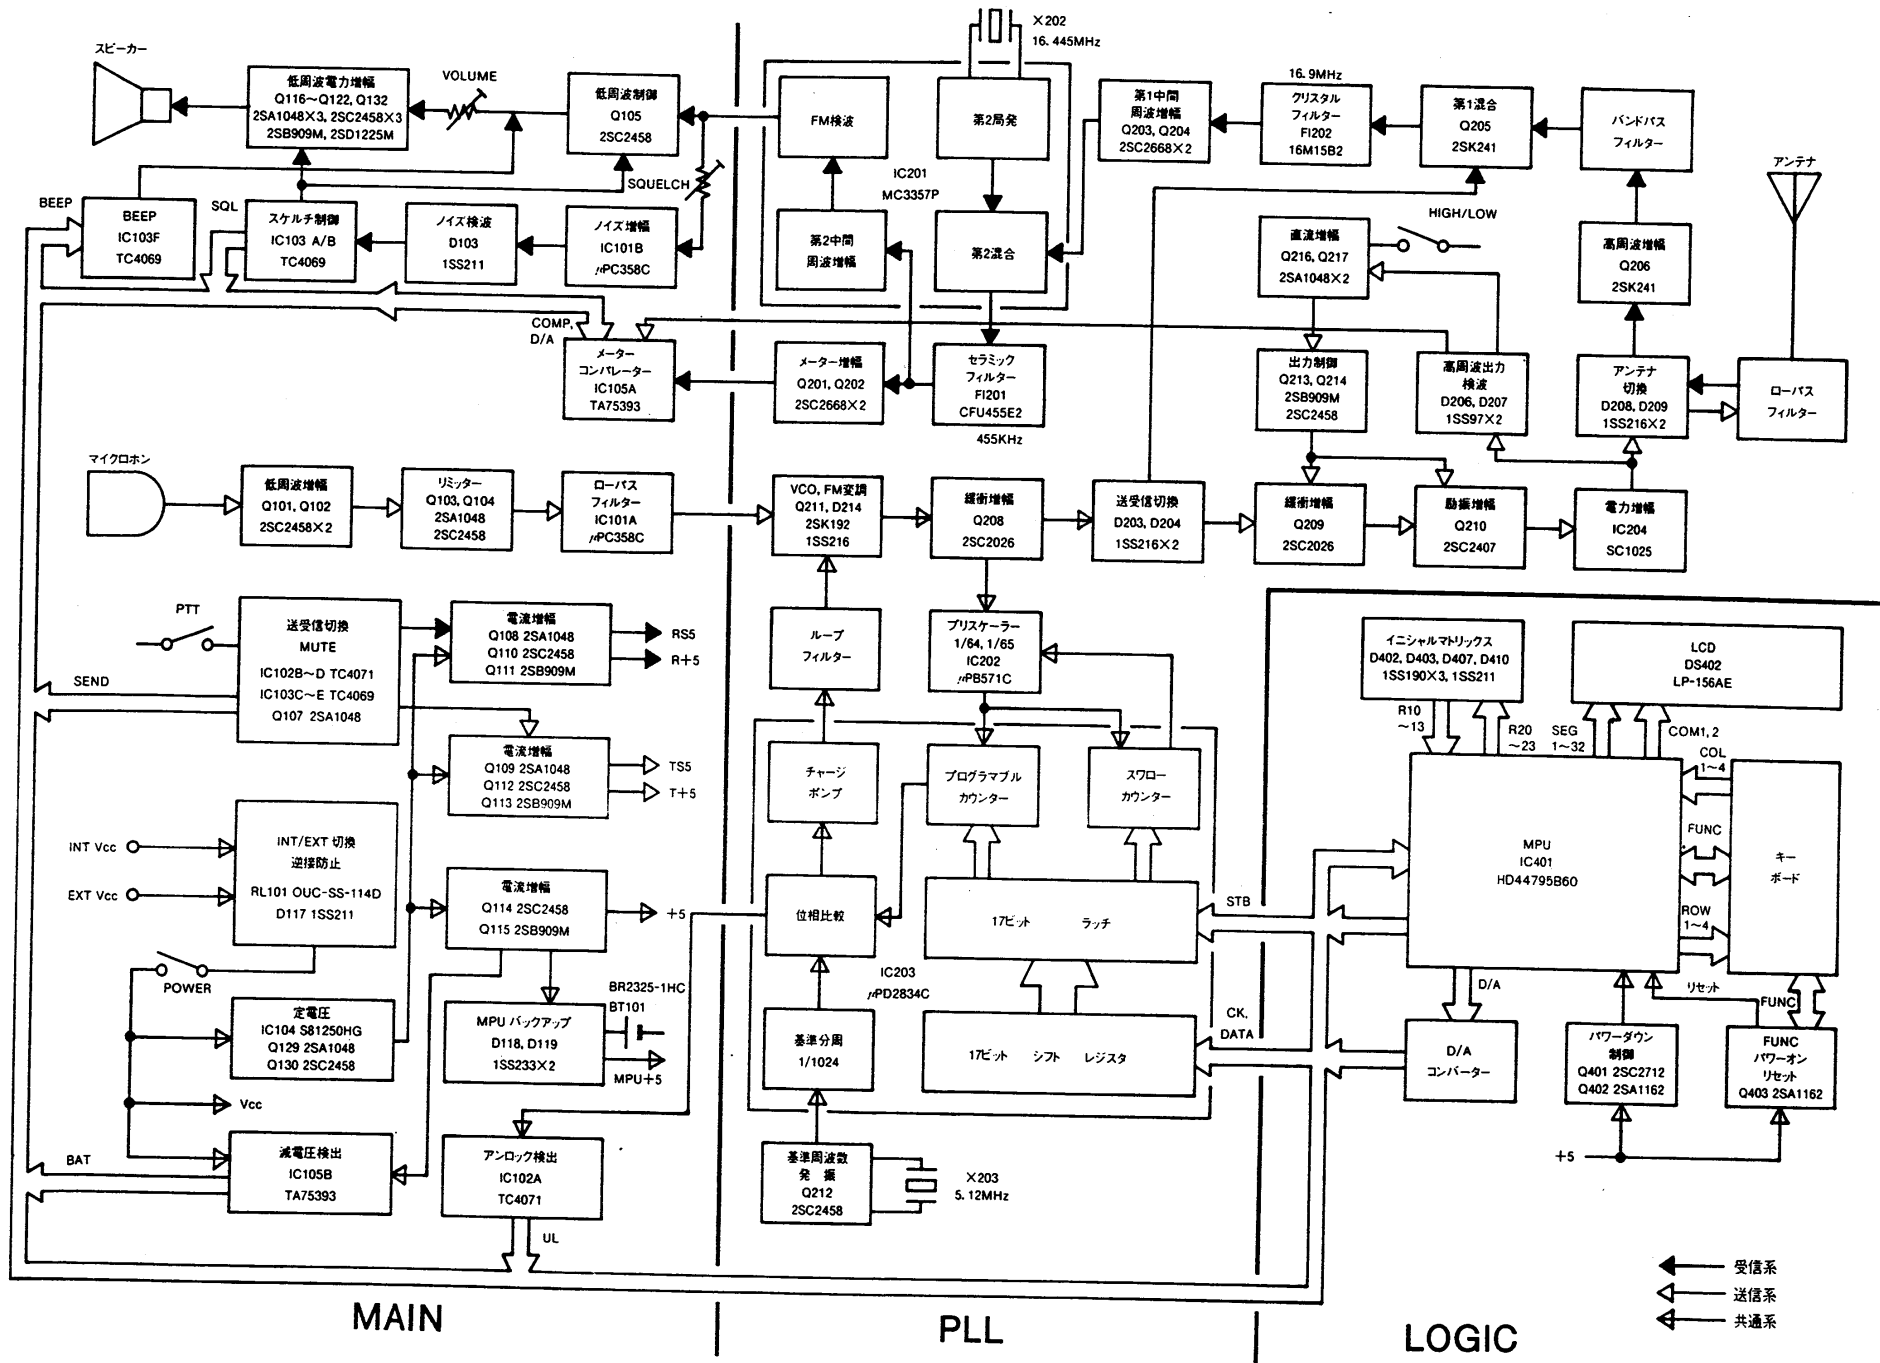 X202
16.445MHz
スピーカー
低周波電力増幅
Q116～Q122, Q132
2SA1048×3, 2SC2458×3
2SB909M, 2SD1225M
VOLUME
低周波制御
Q105
2SC2458
FM検波
第2局発
第1中間
周波増幅
Q203, Q204
2SC2668×2
16.9MHz
クリスタル
フィルター
FI202
16M15B2
第1混合
Q205
2SK241
バンドパス
フィルター
アンテナ
SQUELCH
IC201
MC3357P
BEEP
BEEP
IC103F
TC4069
SQL
スケルチ制御
IC103 A/B
TC4069
ノイズ検波
D103
1SS211
ノイズ増幅
IC101B
μPC358C
第2中間
周波増幅
第2混合
直流増幅
Q216, Q217
2SA1048×2
HIGH/LOW
高周波増幅
Q206
2SK241
COMP,
D/A
メーター
コンパレーター
IC105A
TA75393
メーター増幅
Q201, Q202
2SC2668×2
セラミック
フィルター
FI201
CFU455E2
455KHz
出力制御
Q213, Q214
2SB909M
2SC2458
高周波出力
検波
D206, D207
1SS97×2
アンテナ
切換
D208, D209
1SS216×2
ローパス
フィルター
マイクロホン
低周波増幅
Q101, Q102
2SC2458×2
リミッター
Q103, Q104
2SA1048
2SC2458
ローパス
フィルター
IC101A
μPC358C
VCO, FM変調
Q211, D214
2SK192
1SS216
緩衝増幅
Q208
2SC2026
送受信切換
D203, D204
1SS216×2
緩衝増幅
Q209
2SC2026
励振増幅
Q210
2SC2407
電力増幅
IC204
SC1025
PTT
送受信切換
MUTE
IC102B～D TC4071
IC103C～E TC4069
Q107 2SA1048
SEND
電流増幅
Q108 2SA1048
Q110 2SC2458
Q111 2SB909M
RS5
R+5
ループ
フィルター
プリスケーラー
1/64, 1/65
IC202
μPB571C
イニシャルマトリックス
D402, D403, D407, D410
1SS190×3, 1SS211
LCD
DS402
LP-156AE
R10
～13
R20
～23
SEG
1～32
COM1, 2
COL
1～4
電流増幅
Q109 2SA1048
Q112 2SC2458
Q113 2SB909M
TS5
T+5
チャージ
ポンプ
プログラマブル
カウンター
スワロー
カウンター
INT Vcc
EXT Vcc
INT/EXT 切換
逆接防止
RL101 OUC-SS-114D
D117 1SS211
電流増幅
Q114 2SC2458
Q115 2SB909M
+5
位相比較
17ビット ラッチ
STB
MPU
IC401
HD44795B60
FUNC
ROW
1～4
キー
ボード
POWER
定電圧
IC104 S81250HG
Q129 2SA1048
Q130 2SC2458
MPU バックアップ
D118, D119
1SS233×2
BR2325-1HC
BT101
MPU+5
IC203
μPD2834C
基準分周
1/1024
17ビット シフト レジスタ
CK,
DATA
D/A
D/A
コンバーター
リセット
FUNC
パワーダウン
制御
Q401 2SC2712
Q402 2SA1162
FUNC
パワーオン
リセット
Q403 2SA1162
+5
Vcc
BAT
減電圧検出
IC105B
TA75393
アンロック検出
IC102A
TC4071
UL
基準周波数
発 振
Q212
2SC2458
X203
5.12MHz
受信系
送信系
共通系
MAIN
PLL
LOGIC